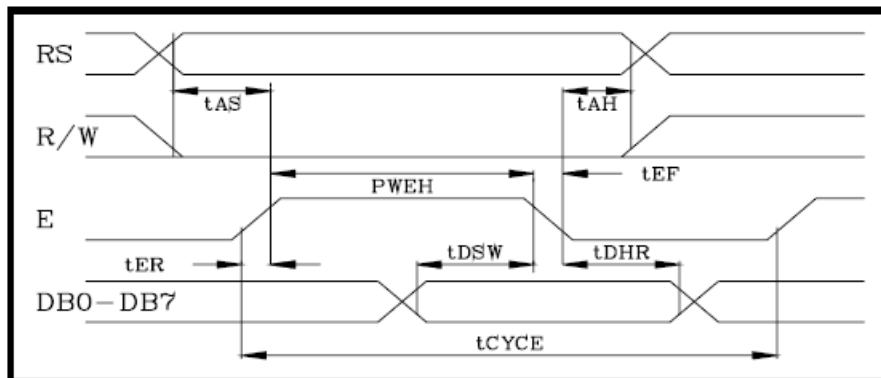 RS
tAS
tAH
R/W
tEF
PWEH
E
tER
tDSW
tDHR
DB0-DB7
tCYCE